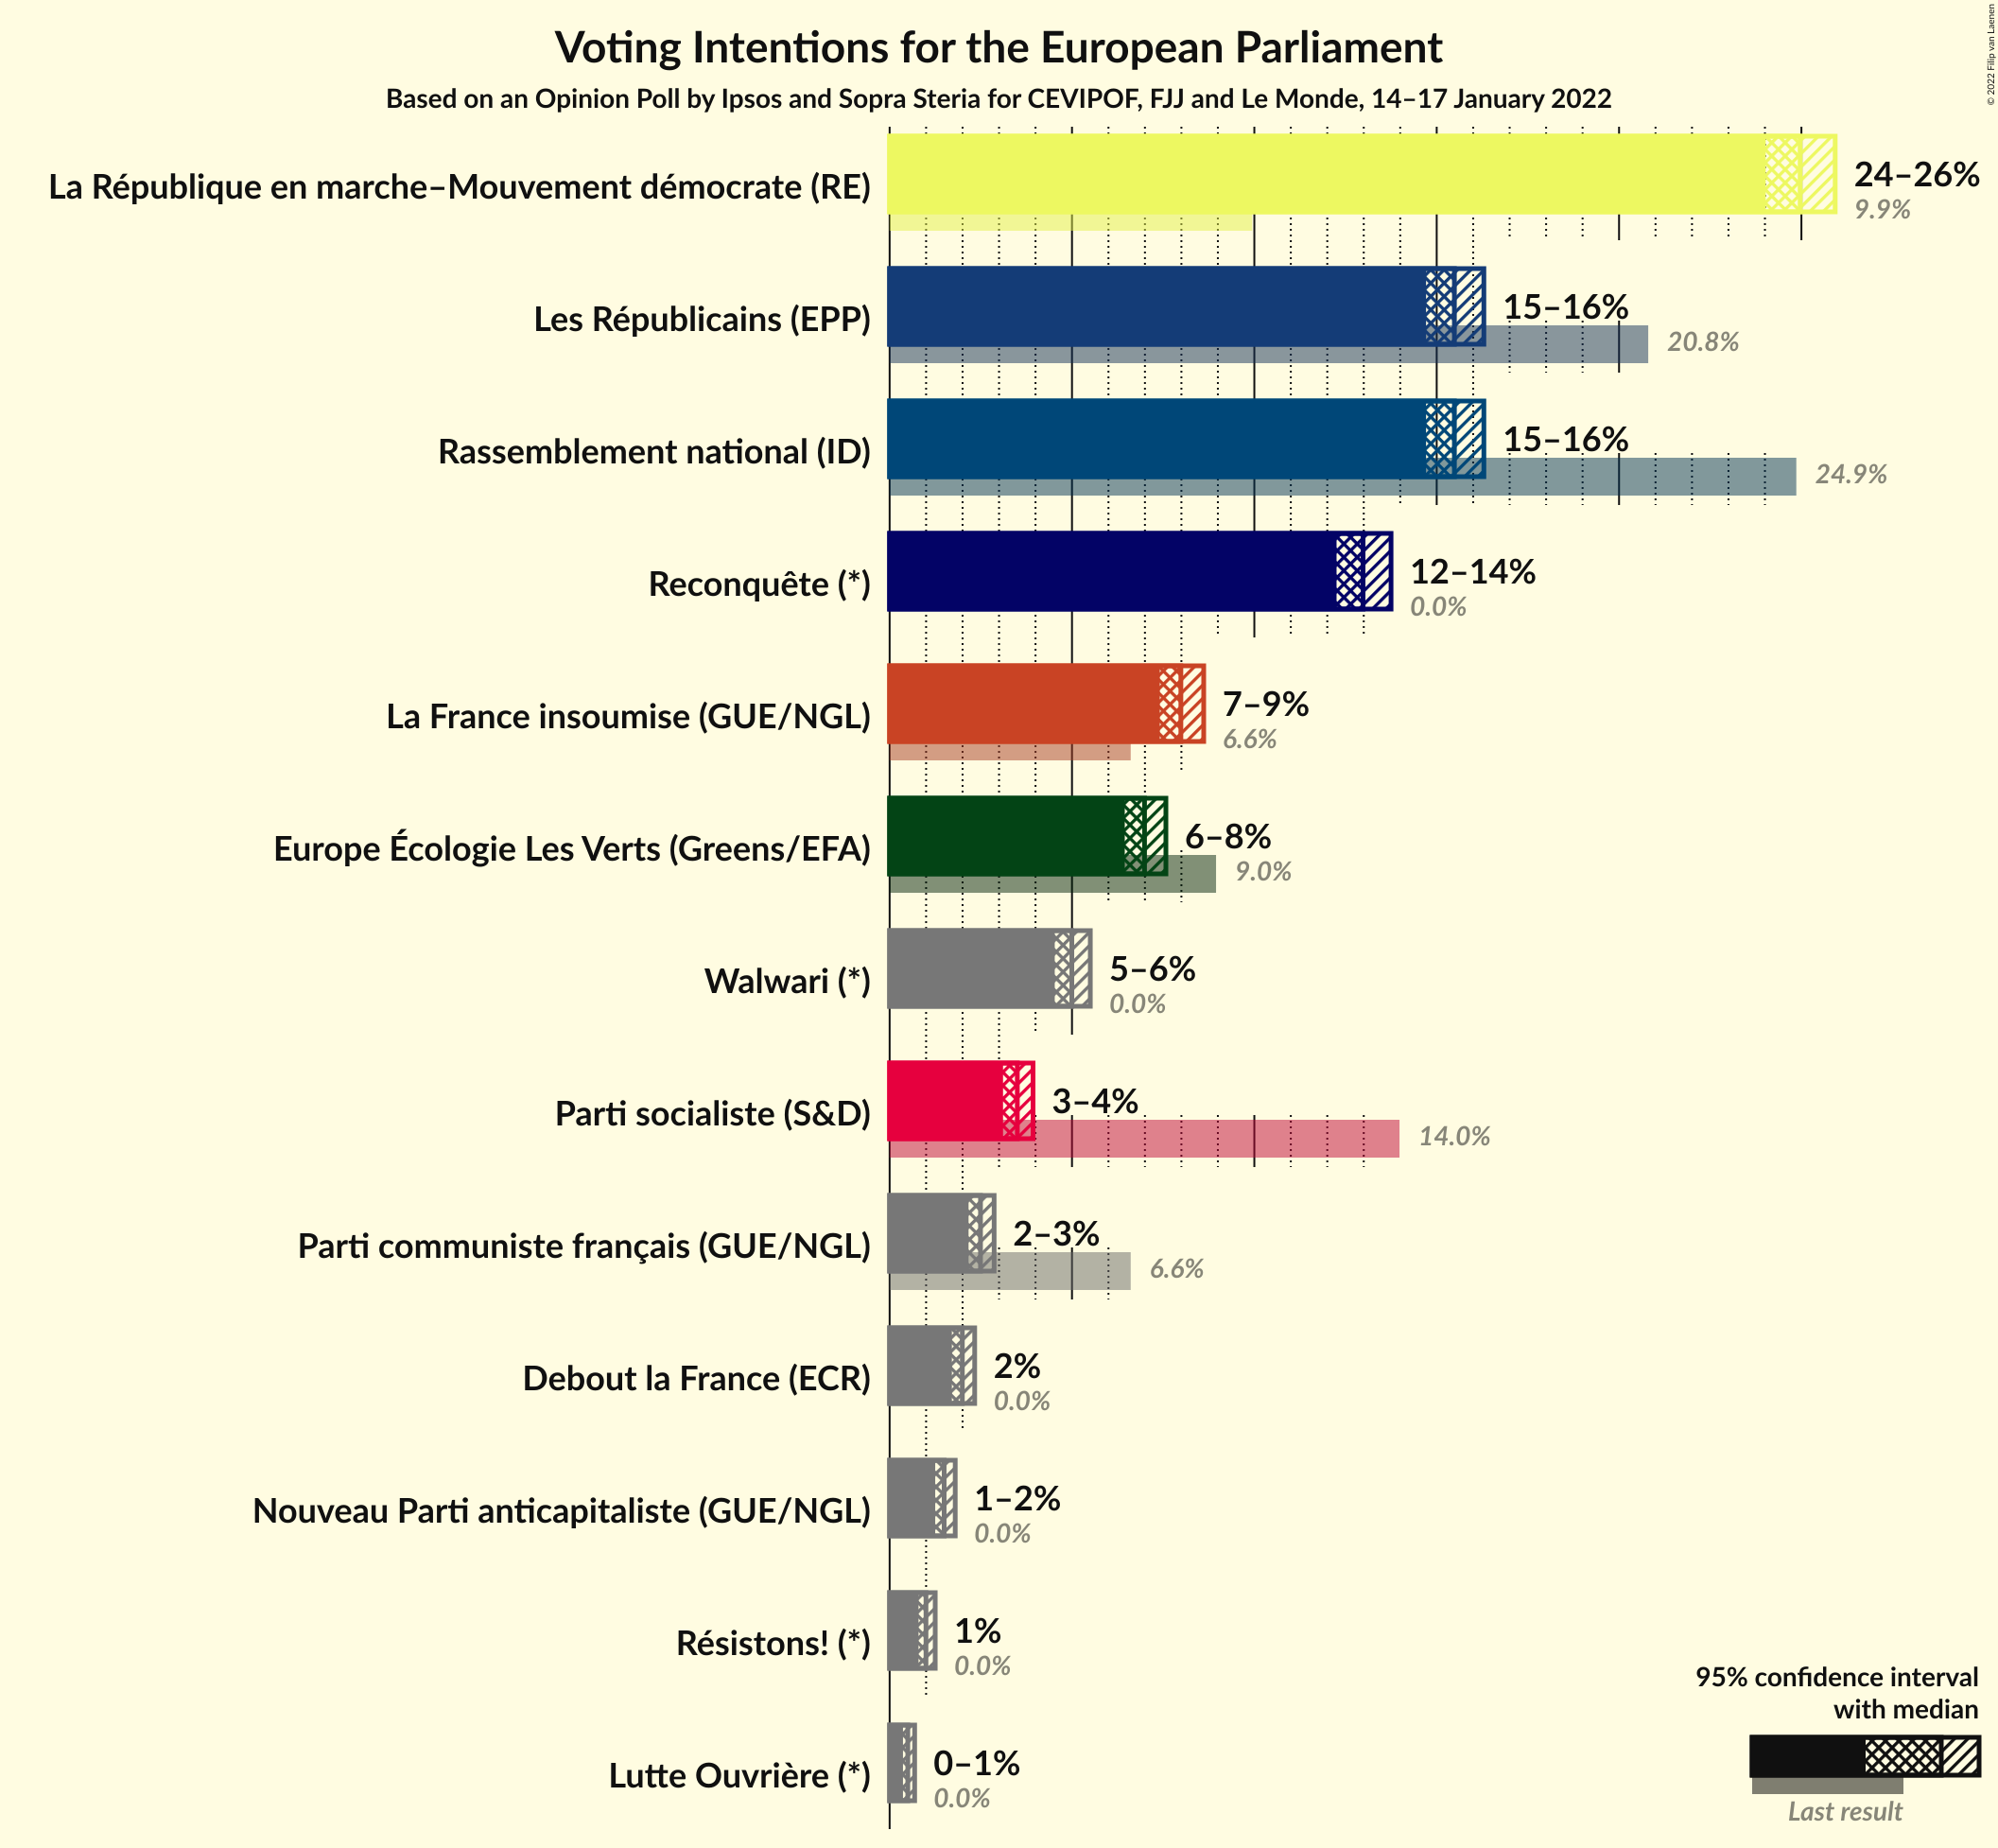 Voting Intentions for the European Parliament
Based on an Opinion Poll by Ipsos and Sopra Steria for CEVIPOF, FJJ and Le Monde, 14–17 January 2022
© 2022 Filip van Laenen
La République en marche–Mouvement démocrate (RE)
24–26%
9.9%
Les Républicains (EPP)
15–16%
20.8%
Rassemblement national (ID)
15–16%
24.9%
Reconquête (*)
12–14%
0.0%
La France insoumise (GUE/NGL)
7–9%
6.6%
Europe Écologie Les Verts (Greens/EFA)
6–8%
9.0%
Walwari (*)
5–6%
0.0%
Parti socialiste (S&D)
3–4%
14.0%
Parti communiste français (GUE/NGL)
2–3%
6.6%
Debout la France (ECR)
2%
0.0%
Nouveau Parti anticapitaliste (GUE/NGL)
1–2%
0.0%
Résistons! (*)
1%
0.0%
Lutte Ouvrière (*)
0–1%
0.0%
95% confidence interval
with median
Last result